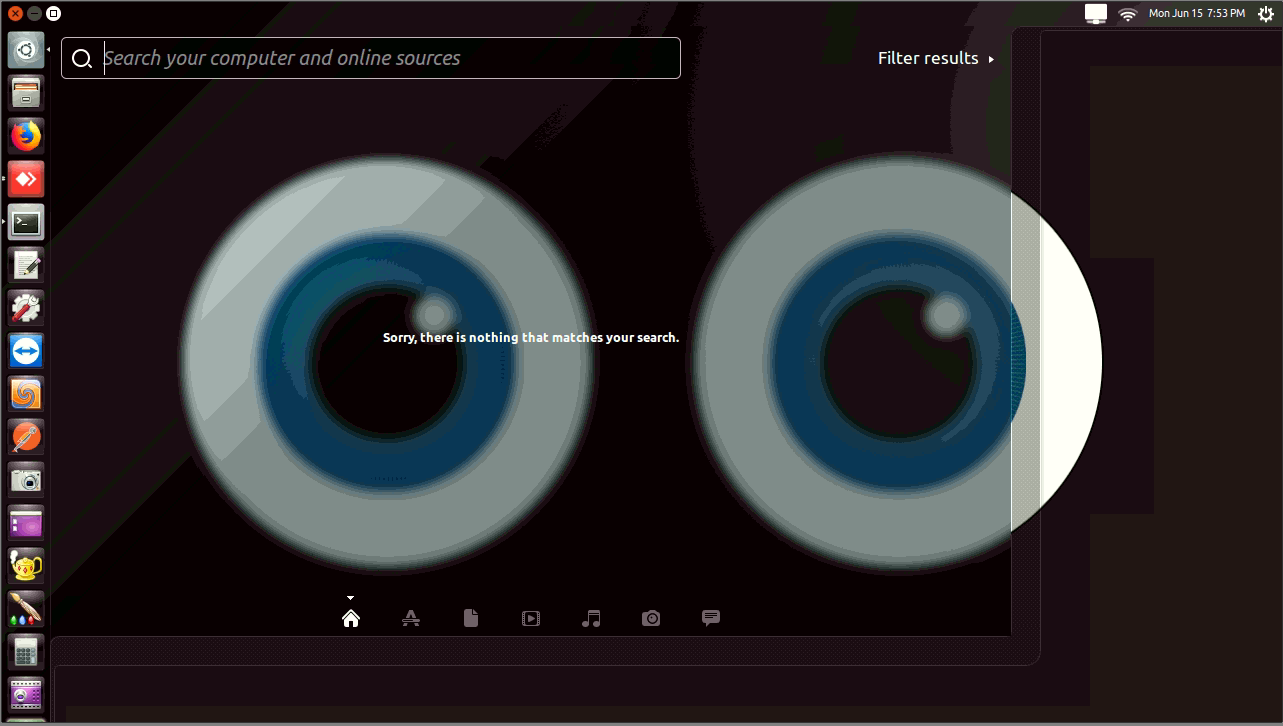 Mon Jun 15 7:53 PM
Search your computer and online sources
Filter results
Sorry, there is nothing that matches your search.